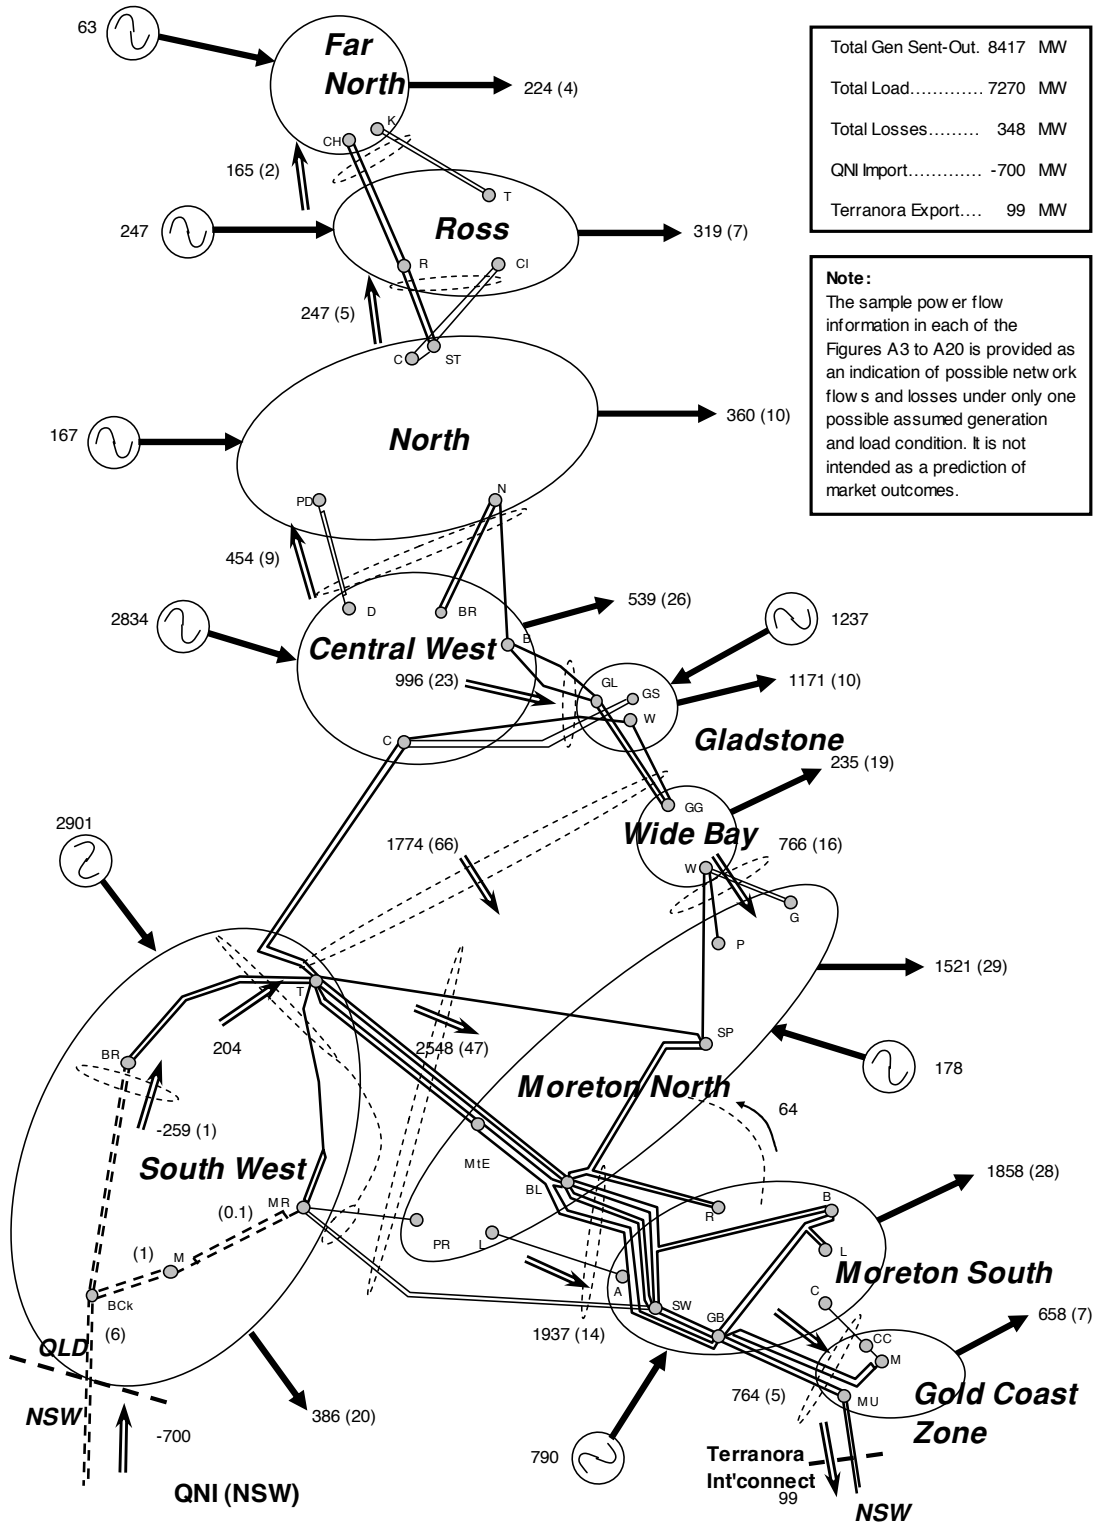 63
Far
North
224 (4)
K
CH
165 (2)
T
247
Ross
319 (7)
R
CI
247 (5)
C
ST
360 (10)
167
North
PD
N
454 (9)
2834
D
BR
539 (26)
1237
Central West
B
996 (23)
GL
GS
1171 (10)
W
C
Gladstone
235 (19)
GG
2901
Wide Bay
1774 (66)
766 (16)
W
G
P
1521 (29)
T
204
2548 (47)
SP
BR
178
Moreton North
64
-259 (1)
MtE
South West
1858 (28)
BL
MR
(0.1)
R
B
PR
L
L
(1)
M
Moreton South
A
BCk
SW
C
(6)
GB
658 (7)
QLD
1937 (14)
CC
M
764 (5)
MU
Gold Coast
Zone
NSW
386 (20)
-700
790
Terranora
Int'connect
99
QNI (NSW)
NSW
Total Gen Sent-Out. 8417 MW
Total Load............. 7270 MW
Total Losses......... 348 MW
QNI Import............. -700 MW
Terranora Export.... 99 MW
Note:
The sample power flow
information in each of the
Figures A3 to A20 is provided as
an indication of possible network
flows and losses under only one
possible assumed generation
and load condition. It is not
intended as a prediction of
market outcomes.